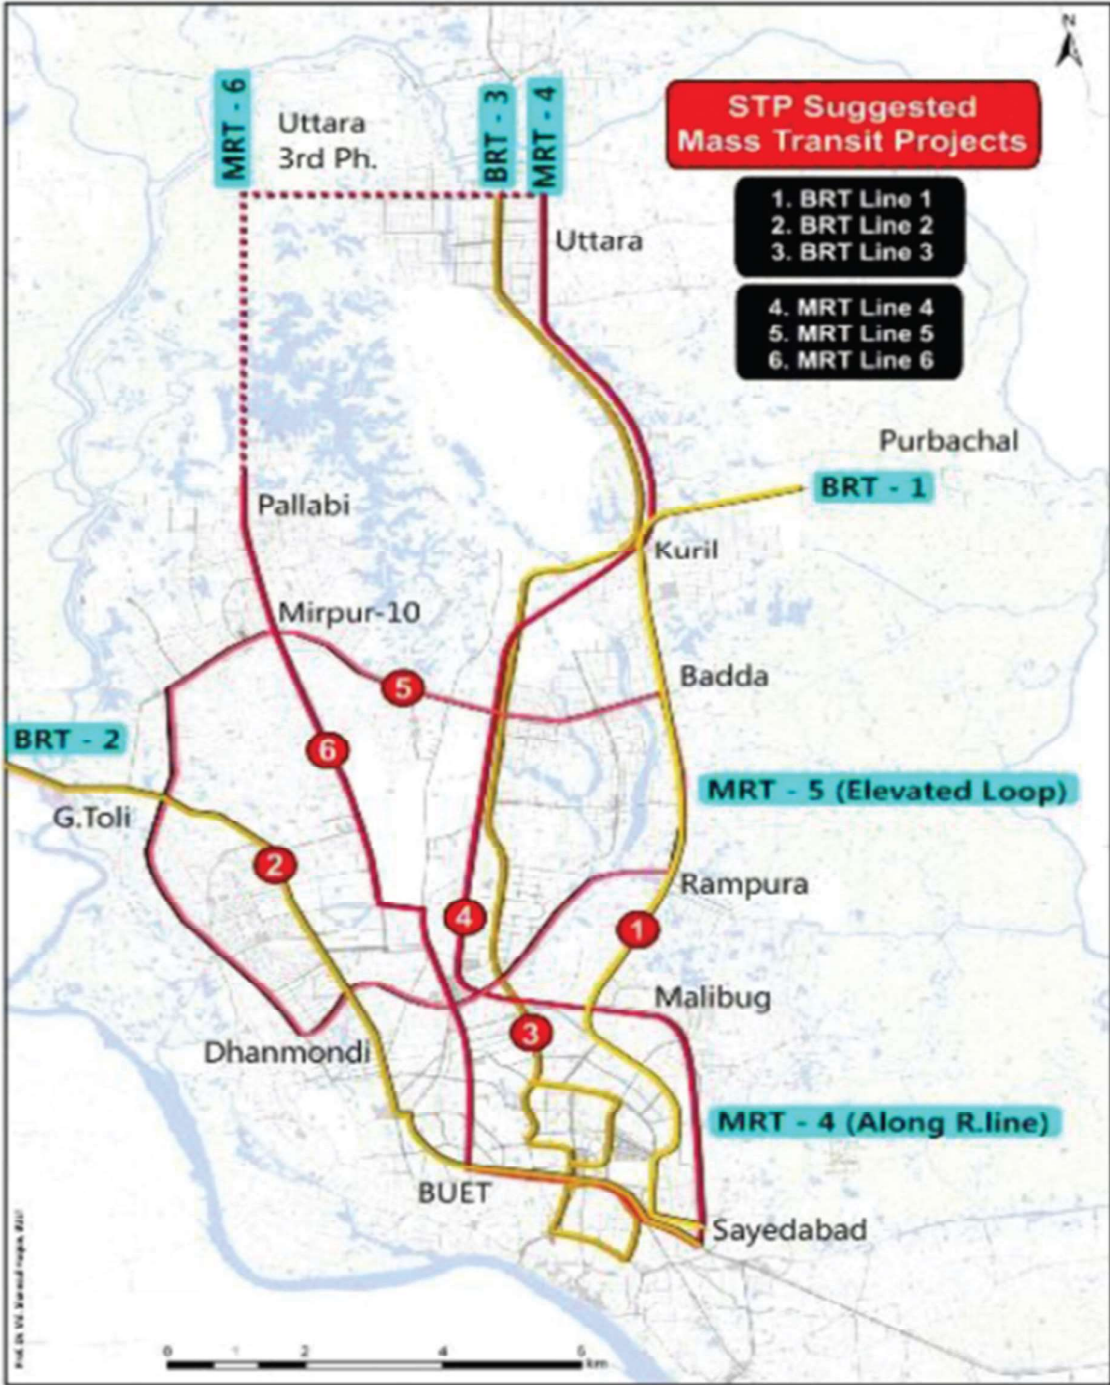 N
MRT - 6
Uttara
3rd Ph.
BRT - 3
MRT - 4
STP Suggested
Mass Transit Projects
1. BRT Line 1
2. BRT Line 2
3. BRT Line 3
4. MRT Line 4
5. MRT Line 5
6. MRT Line 6
Uttara
Purbachal
BRT - 1
Pallabi
Kuril
Mirpur-10
Badda
5
BRT - 2
6
MRT - 5 (Elevated Loop)
G.Toli
2
Rampura
4
1
Malibug
3
Dhanmondi
MRT - 4 (Along R.line)
BUET
Sayedabad
0 1 2 4 6 km